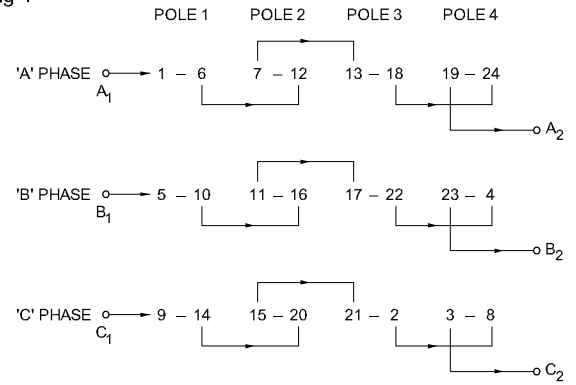 POLE 1 POLE 2 POLE 3 POLE 4
'A' PHASE 1 – 6 7 – 12 13 – 18 19 – 24
A1
A2
'B' PHASE 5 – 10 11 – 16 17 – 22 23 – 4
B1
B2
'C' PHASE 9 – 14 15 – 20 21 – 2 3 – 8
C1
C2